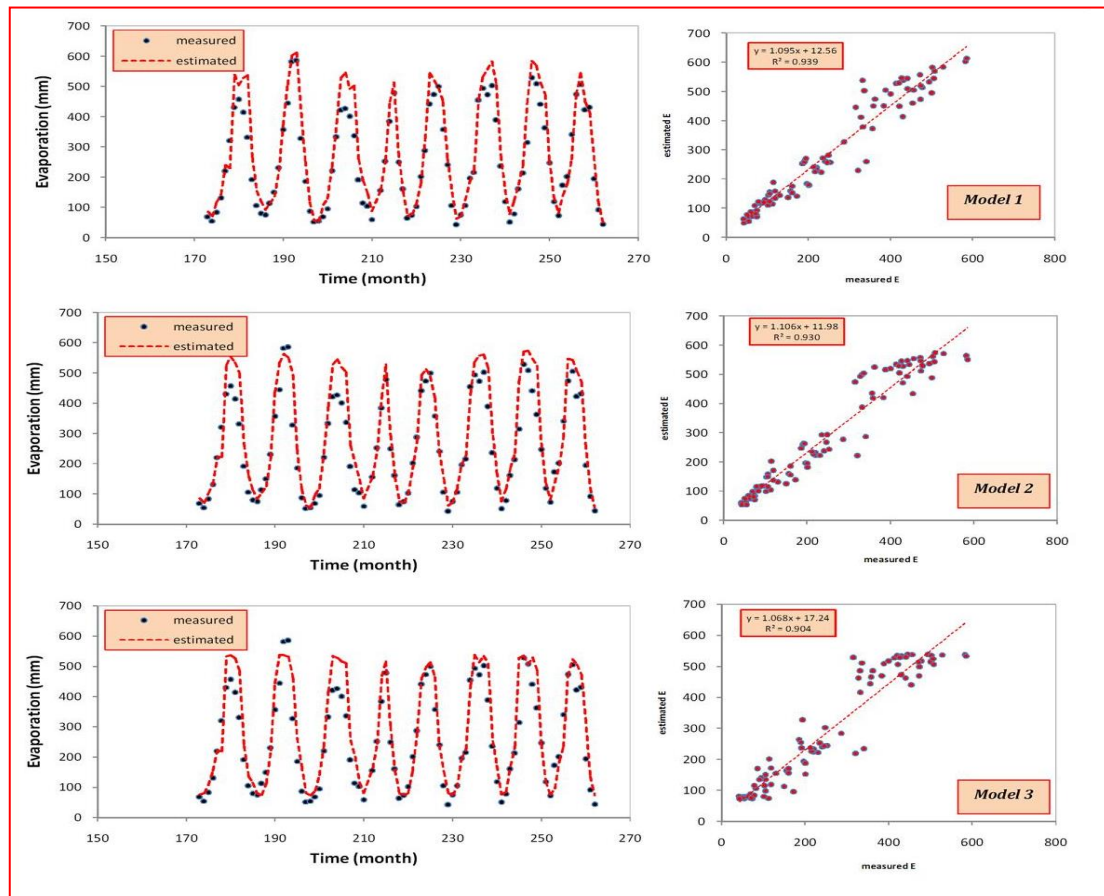 700
600
500
400
300
200
100
0
Evaporation (mm)
measured
estimated
150 170 190 210 230 250 270
Time (month)
700
600
500
400
300
200
100
0
estimated E
y = 1.095x + 12.56
R² = 0.939
Model 1
0 200 400 600 800
measured E
700
600
500
400
300
200
100
0
Evaporation (mm)
measured
estimated
150 170 190 210 230 250 270
Time (month)
700
600
500
400
300
200
100
0
estimated E
y = 1.106x + 11.98
R² = 0.930
Model 2
0 200 400 600 800
measured E
700
600
500
400
300
200
100
0
Evaporation (mm)
measured
estimated
150 170 190 210 230 250 270
Time (month)
700
600
500
400
300
200
100
0
estimated E
y = 1.068x + 17.24
R² = 0.904
Model 3
0 200 400 600 800
measured E